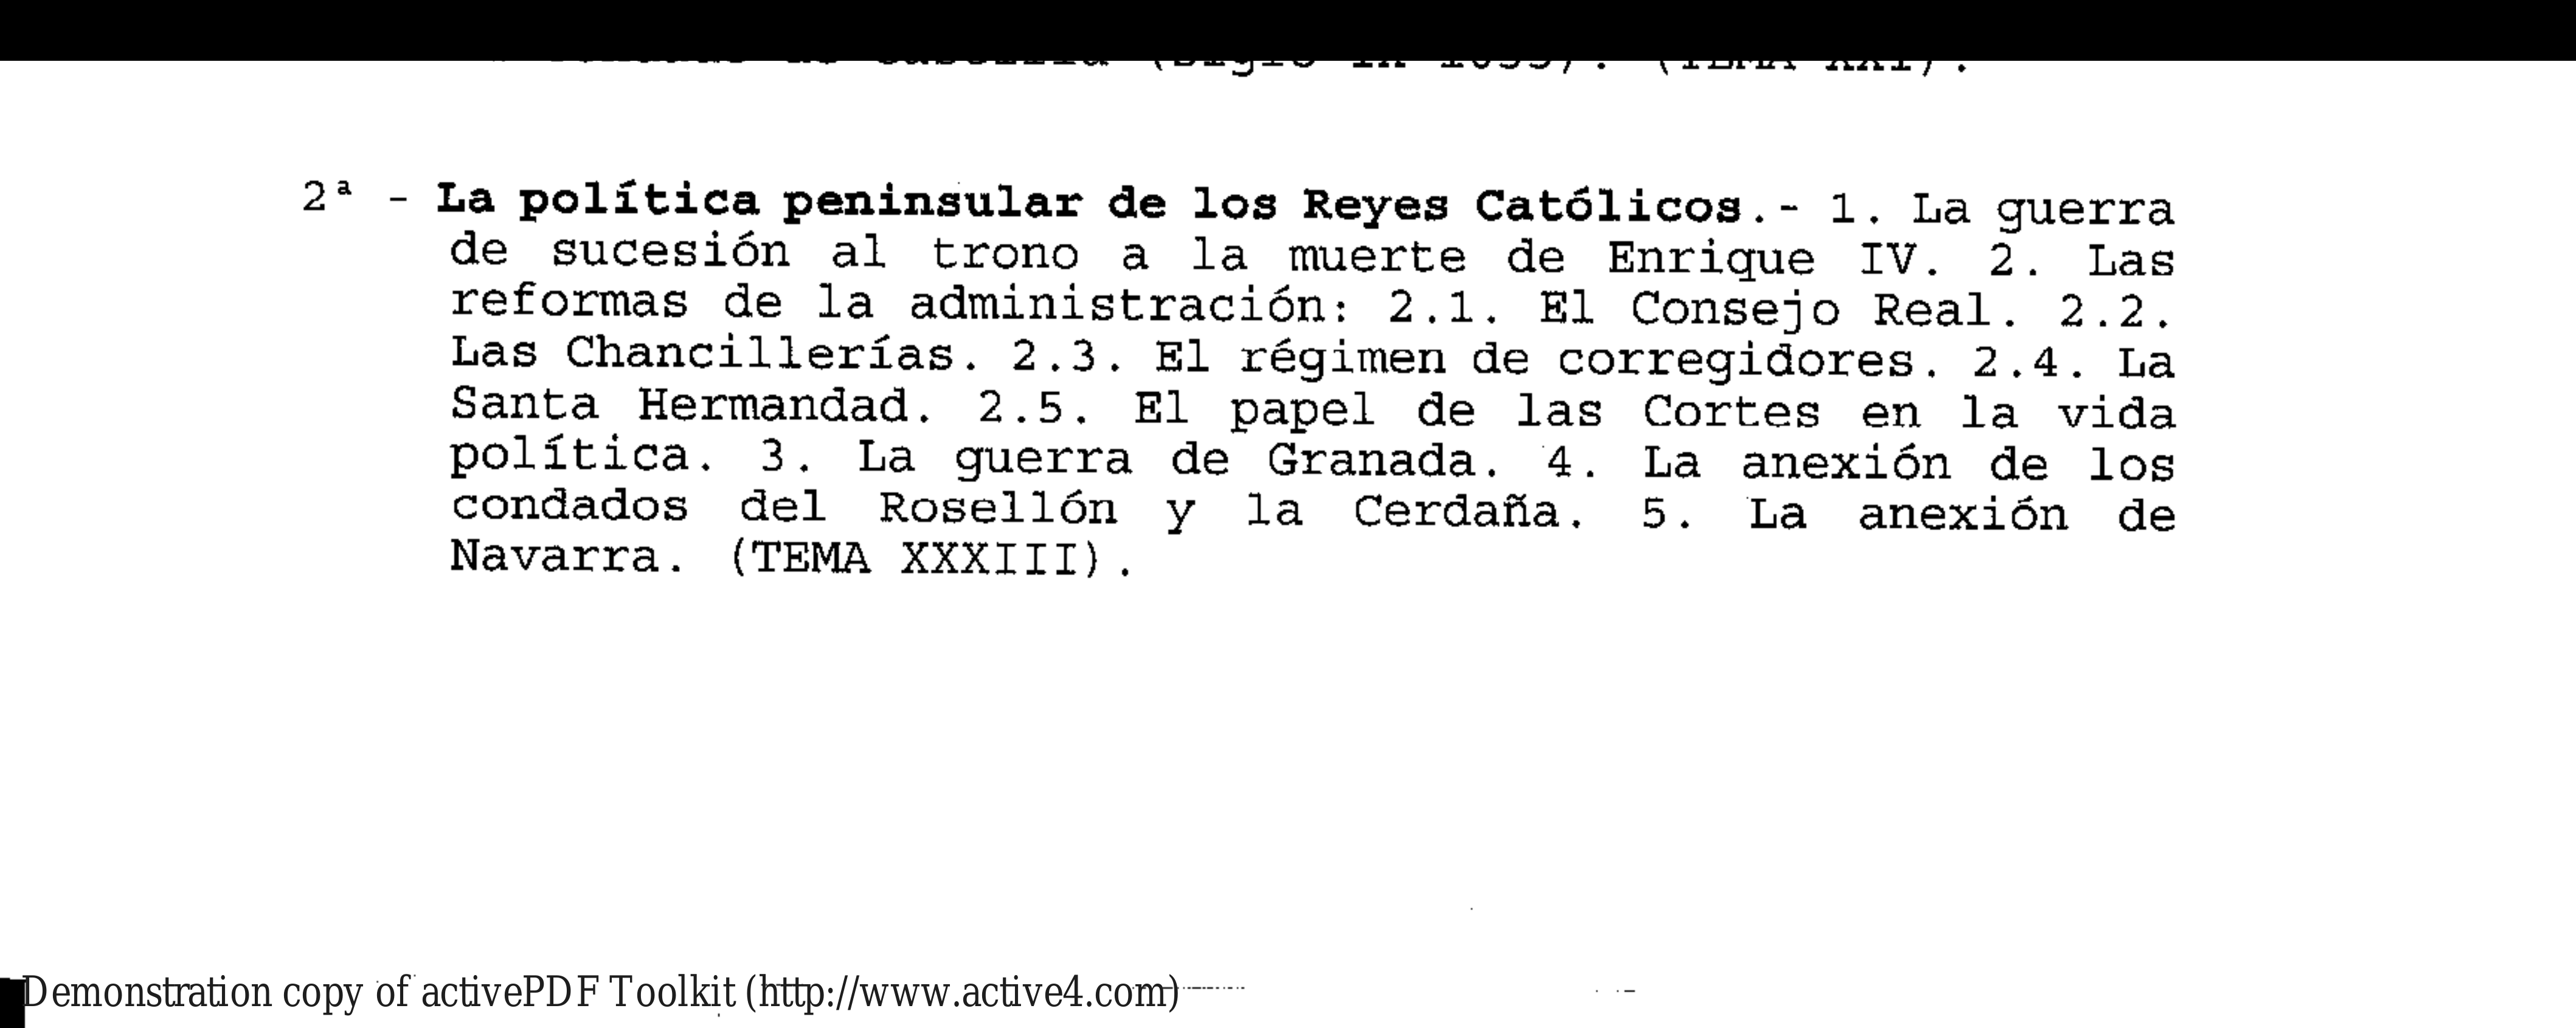 (TEMA XXI).
2ª - La política peninsular de los Reyes Católicos.- 1. La guerra
de sucesión al trono a la muerte de Enrique IV. 2. Las
reformas de la administración: 2.1. El Consejo Real. 2.2.
Las Chancillerías. 2.3. El régimen de corregidores. 2.4. La
Santa Hermandad. 2.5. El papel de las Cortes en la vida
política. 3. La guerra de Granada. 4. La anexión de los
condados del Rosellón y la Cerdaña. 5. La anexión de
Navarra. (TEMA XXXIII).
Demonstration copy of activePDF Toolkit (http://www.active4.com)